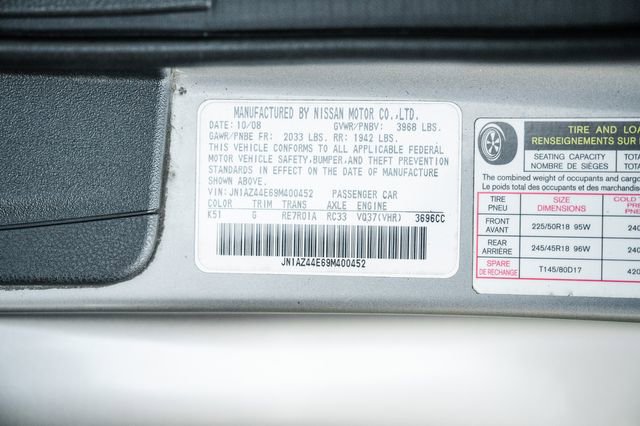 MANUFACTURED BY NISSAN MOTOR CO.,LTD.
DATE: 10/08 GVWR/PNBV: 3968 LBS.
GAWR/PNBE FR: 2033 LBS. RR: 1942 LBS.
THIS VEHICLE CONFORMS TO ALL APPLICABLE FEDERAL
MOTOR VEHICLE SAFETY,BUMPER,AND THEFT PREVENTION
STANDARDS IN EFFECT ON THE DATE OF MANUFACTURE
SHOWN ABOVE.
VIN:JN1AZ44E69M400452 PASSENGER CAR
COLOR TRIM TRANS AXLE ENGINE
K51 G RE7R01A RC33 VQ37(VHR) 3696CC
JN1AZ44E69M400452
TIRE AND LOA
RENSEIGNEMENTS SUR
SEATING CAPACITY TOTA
NOMBRE DE SIÈGES TOTA
The combined weight of occupants and cargo
Le poids total des occupants et des marchandis
TIRE SIZE COLD T
PNEU DIMENSIONS PRES
FRONT
AVANT 225/50R18 95W 240
REAR
ARRIÈRE 245/45R18 96W 240
SPARE
DE RECHANGE T145/80D17 420